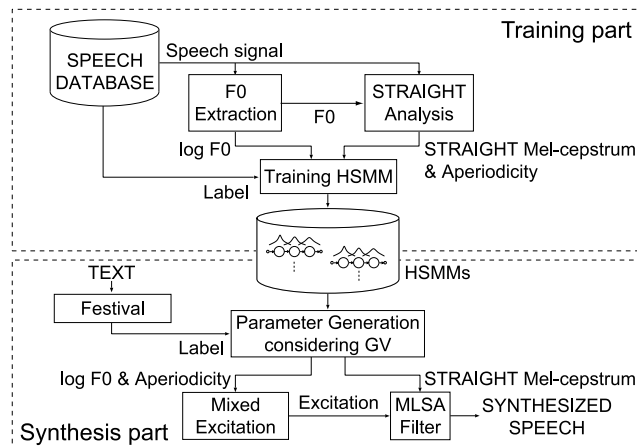 Training part
SPEECH
DATABASE
Speech signal
F0
Extraction
F0
STRAIGHT
Analysis
log F0
STRAIGHT Mel-cepstrum
& Aperiodicity
Label
Training HSMM
HSMMs
TEXT
Festival
Label
Parameter Generation
considering GV
log F0 & Aperiodicity
STRAIGHT Mel-cepstrum
Mixed
Excitation
Excitation
MLSA
Filter
SYNTHESIZED
SPEECH
Synthesis part